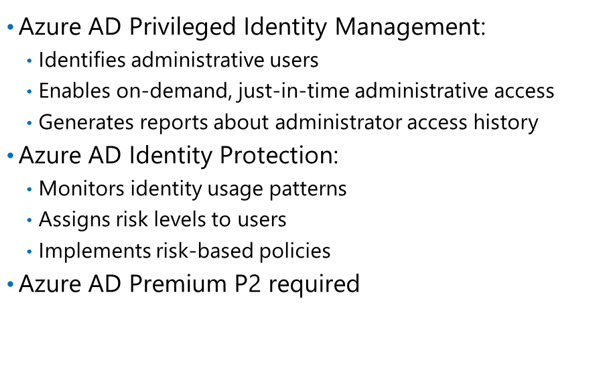 • Azure AD Privileged Identity Management:
• Identifies administrative users
• Enables on-demand, just-in-time administrative access
• Generates reports about administrator access history
• Azure AD Identity Protection:
• Monitors identity usage patterns
• Assigns risk levels to users
• Implements risk-based policies
• Azure AD Premium P2 required